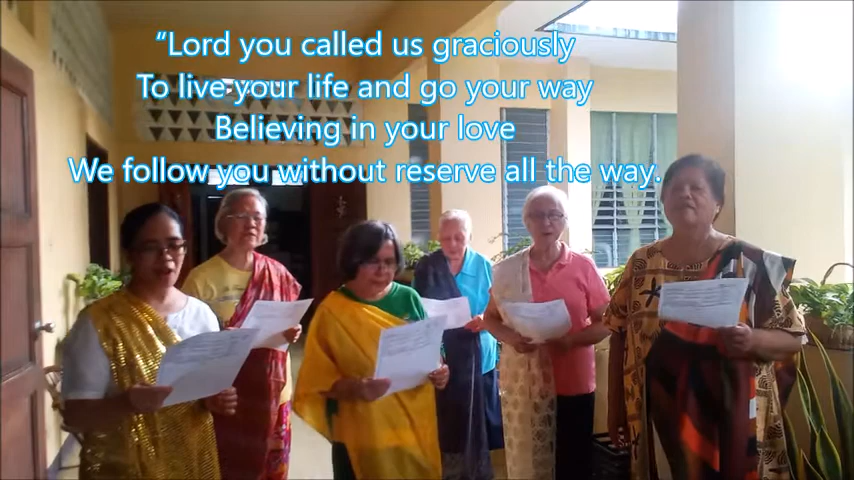 “Lord you called us graciously
To live your life and go your way
Believing in your love
We follow you without reserve, all the way.